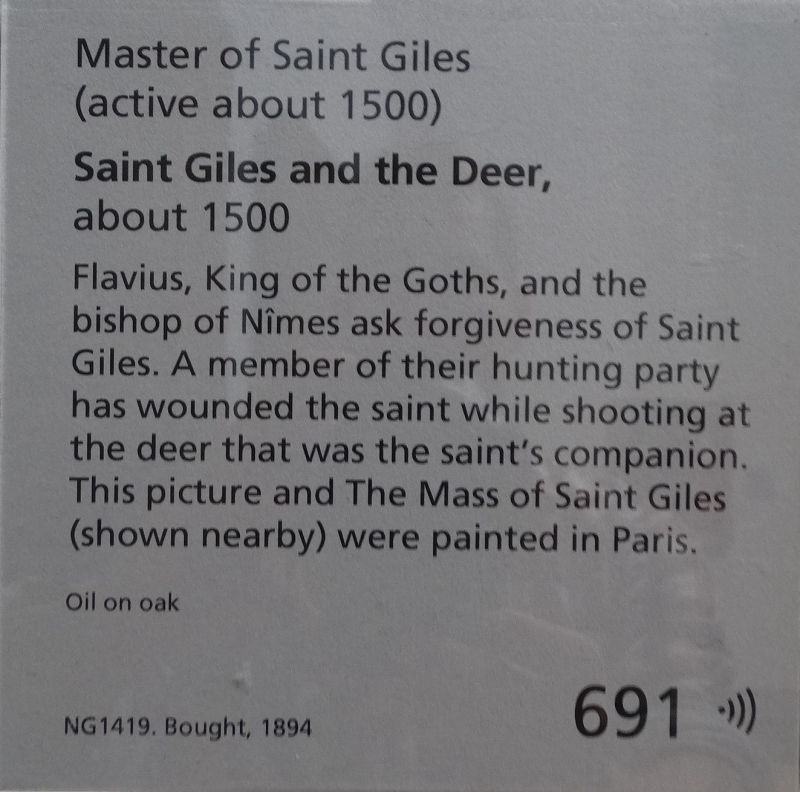 Master of Saint Giles
(active about 1500)
Saint Giles and the Deer,
about 1500
Flavius, King of the Goths, and the
bishop of Nîmes ask forgiveness of Saint
Giles. A member of their hunting party
has wounded the saint while shooting at
the deer that was the saint’s companion.
This picture and The Mass of Saint Giles
(shown nearby) were painted in Paris.
Oil on oak
NG1419. Bought, 1894
691